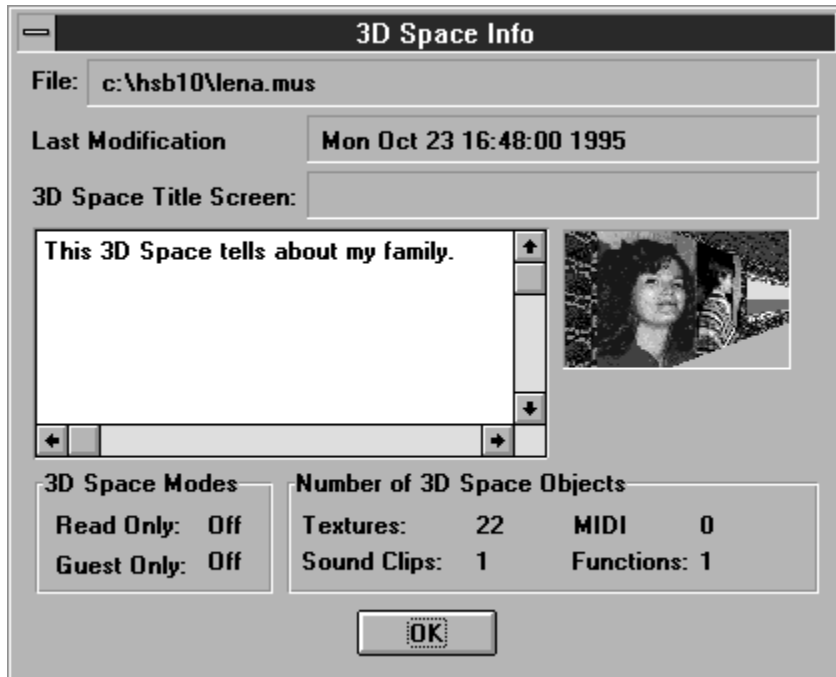 3D Space Info
File: c:\hsb10\lena.mus
Last Modification Mon Oct 23 16:48:00 1995
3D Space Title Screen:
This 3D Space tells about my family.
3D Space Modes Number of 3D Space Objects
Read Only: Off Textures: 22 MIDI 0
Guest Only: Off Sound Clips: 1 Functions: 1
OK